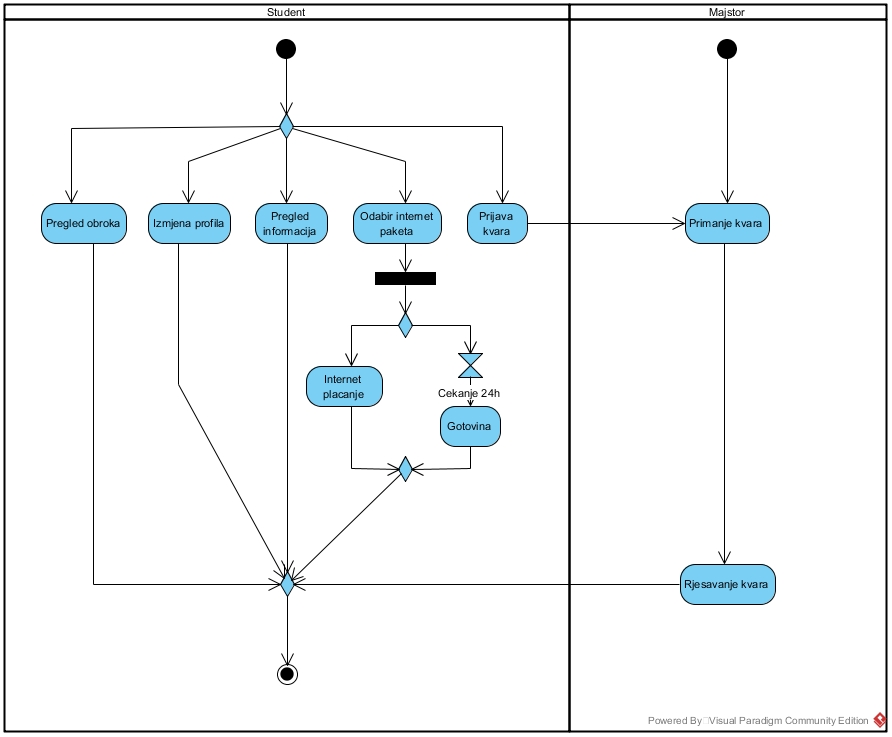 Student
Majstor
Pregled obroka
Izmjena profila
Pregled
informacija
Odabir internet
paketa
Prijava
kvara
Primanje kvara
Internet
placanje
Cekanje 24h
Gotovina
Rjesavanje kvara
Powered By Visual Paradigm Community Edition